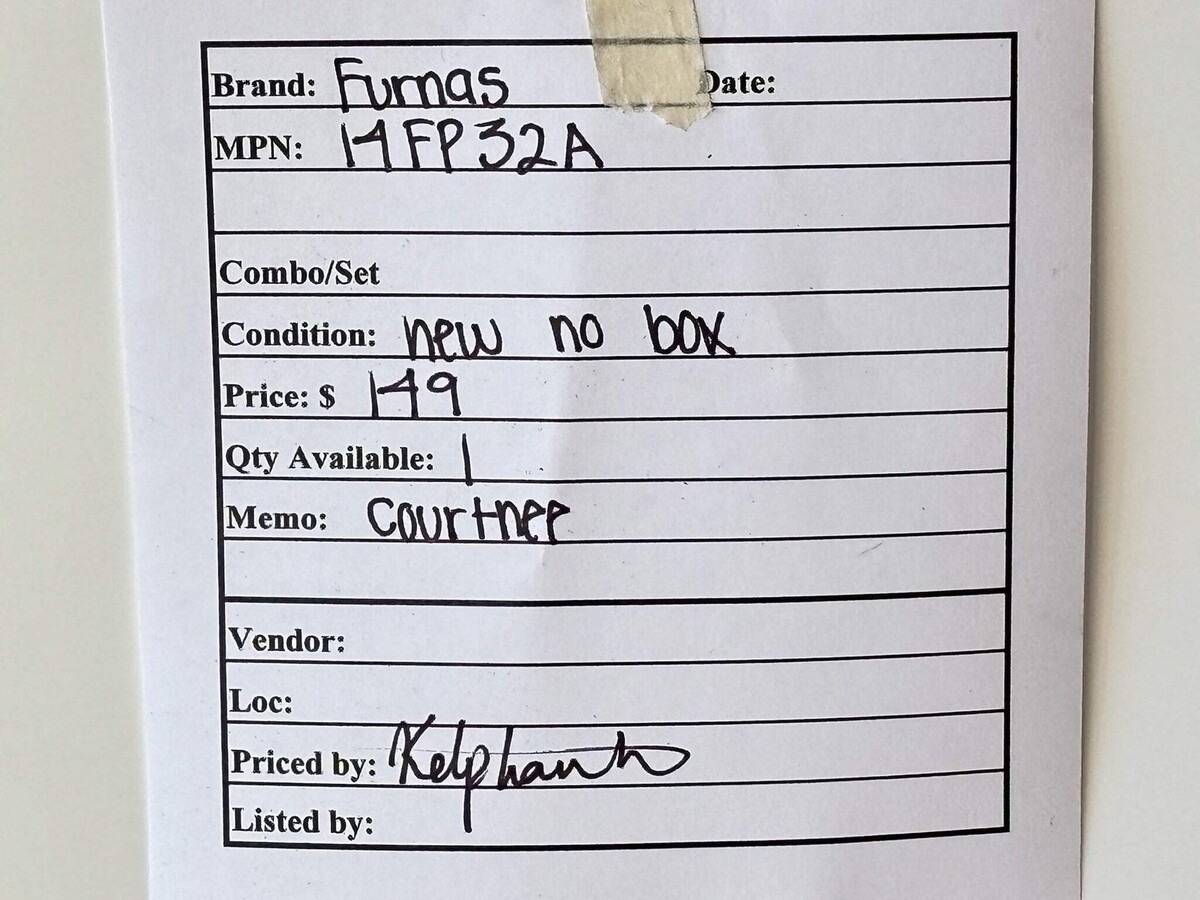 Brand: Furnas Date:
MPN: 14FP32A
Combo/Set
Condition: new no box
Price: $ 149
Qty Available: 1
Memo: Courtnee
Vendor:
Loc:
Priced by:
Listed by: